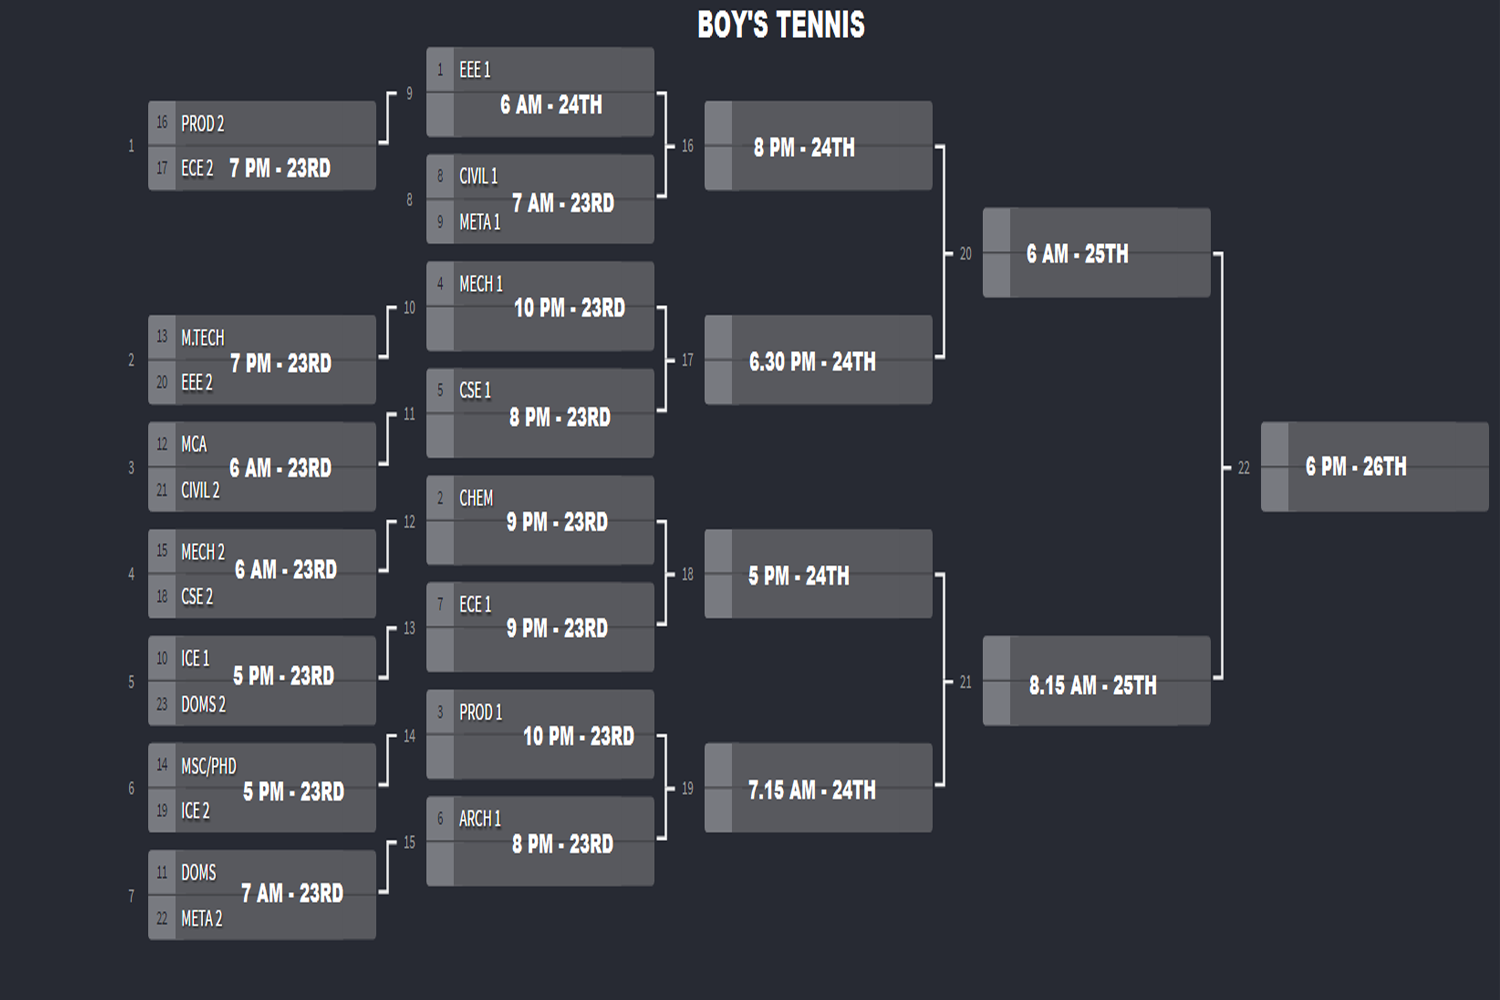 BOY'S TENNIS
1
16 PROD 2
17 ECE 2 7 PM - 23RD
2
13 M.TECH
7 PM - 23RD
20 EEE 2
3
12 MCA
6 AM - 23RD
21 CIVIL 2
4
15 MECH 2
6 AM - 23RD
18 CSE 2
5
10 ICE 1
5 PM - 23RD
23 DOMS 2
6
14 MSC/PHD
5 PM - 23RD
19 ICE 2
7
11 DOMS
7 AM - 23RD
22 META 2
9
1 EEE 1
6 AM - 24TH
8
8 CIVIL 1
7 AM - 23RD
9 META 1
10
4 MECH 1
10 PM - 23RD
11
5 CSE 1
8 PM - 23RD
12
2 CHEM
9 PM - 23RD
13
7 ECE 1
9 PM - 23RD
14
3 PROD 1
10 PM - 23RD
15
6 ARCH 1
8 PM - 23RD
16
8 PM - 24TH
17
6.30 PM - 24TH
18
5 PM - 24TH
19
7.15 AM - 24TH
20
6 AM - 25TH
21
8.15 AM - 25TH
22
6 PM - 26TH